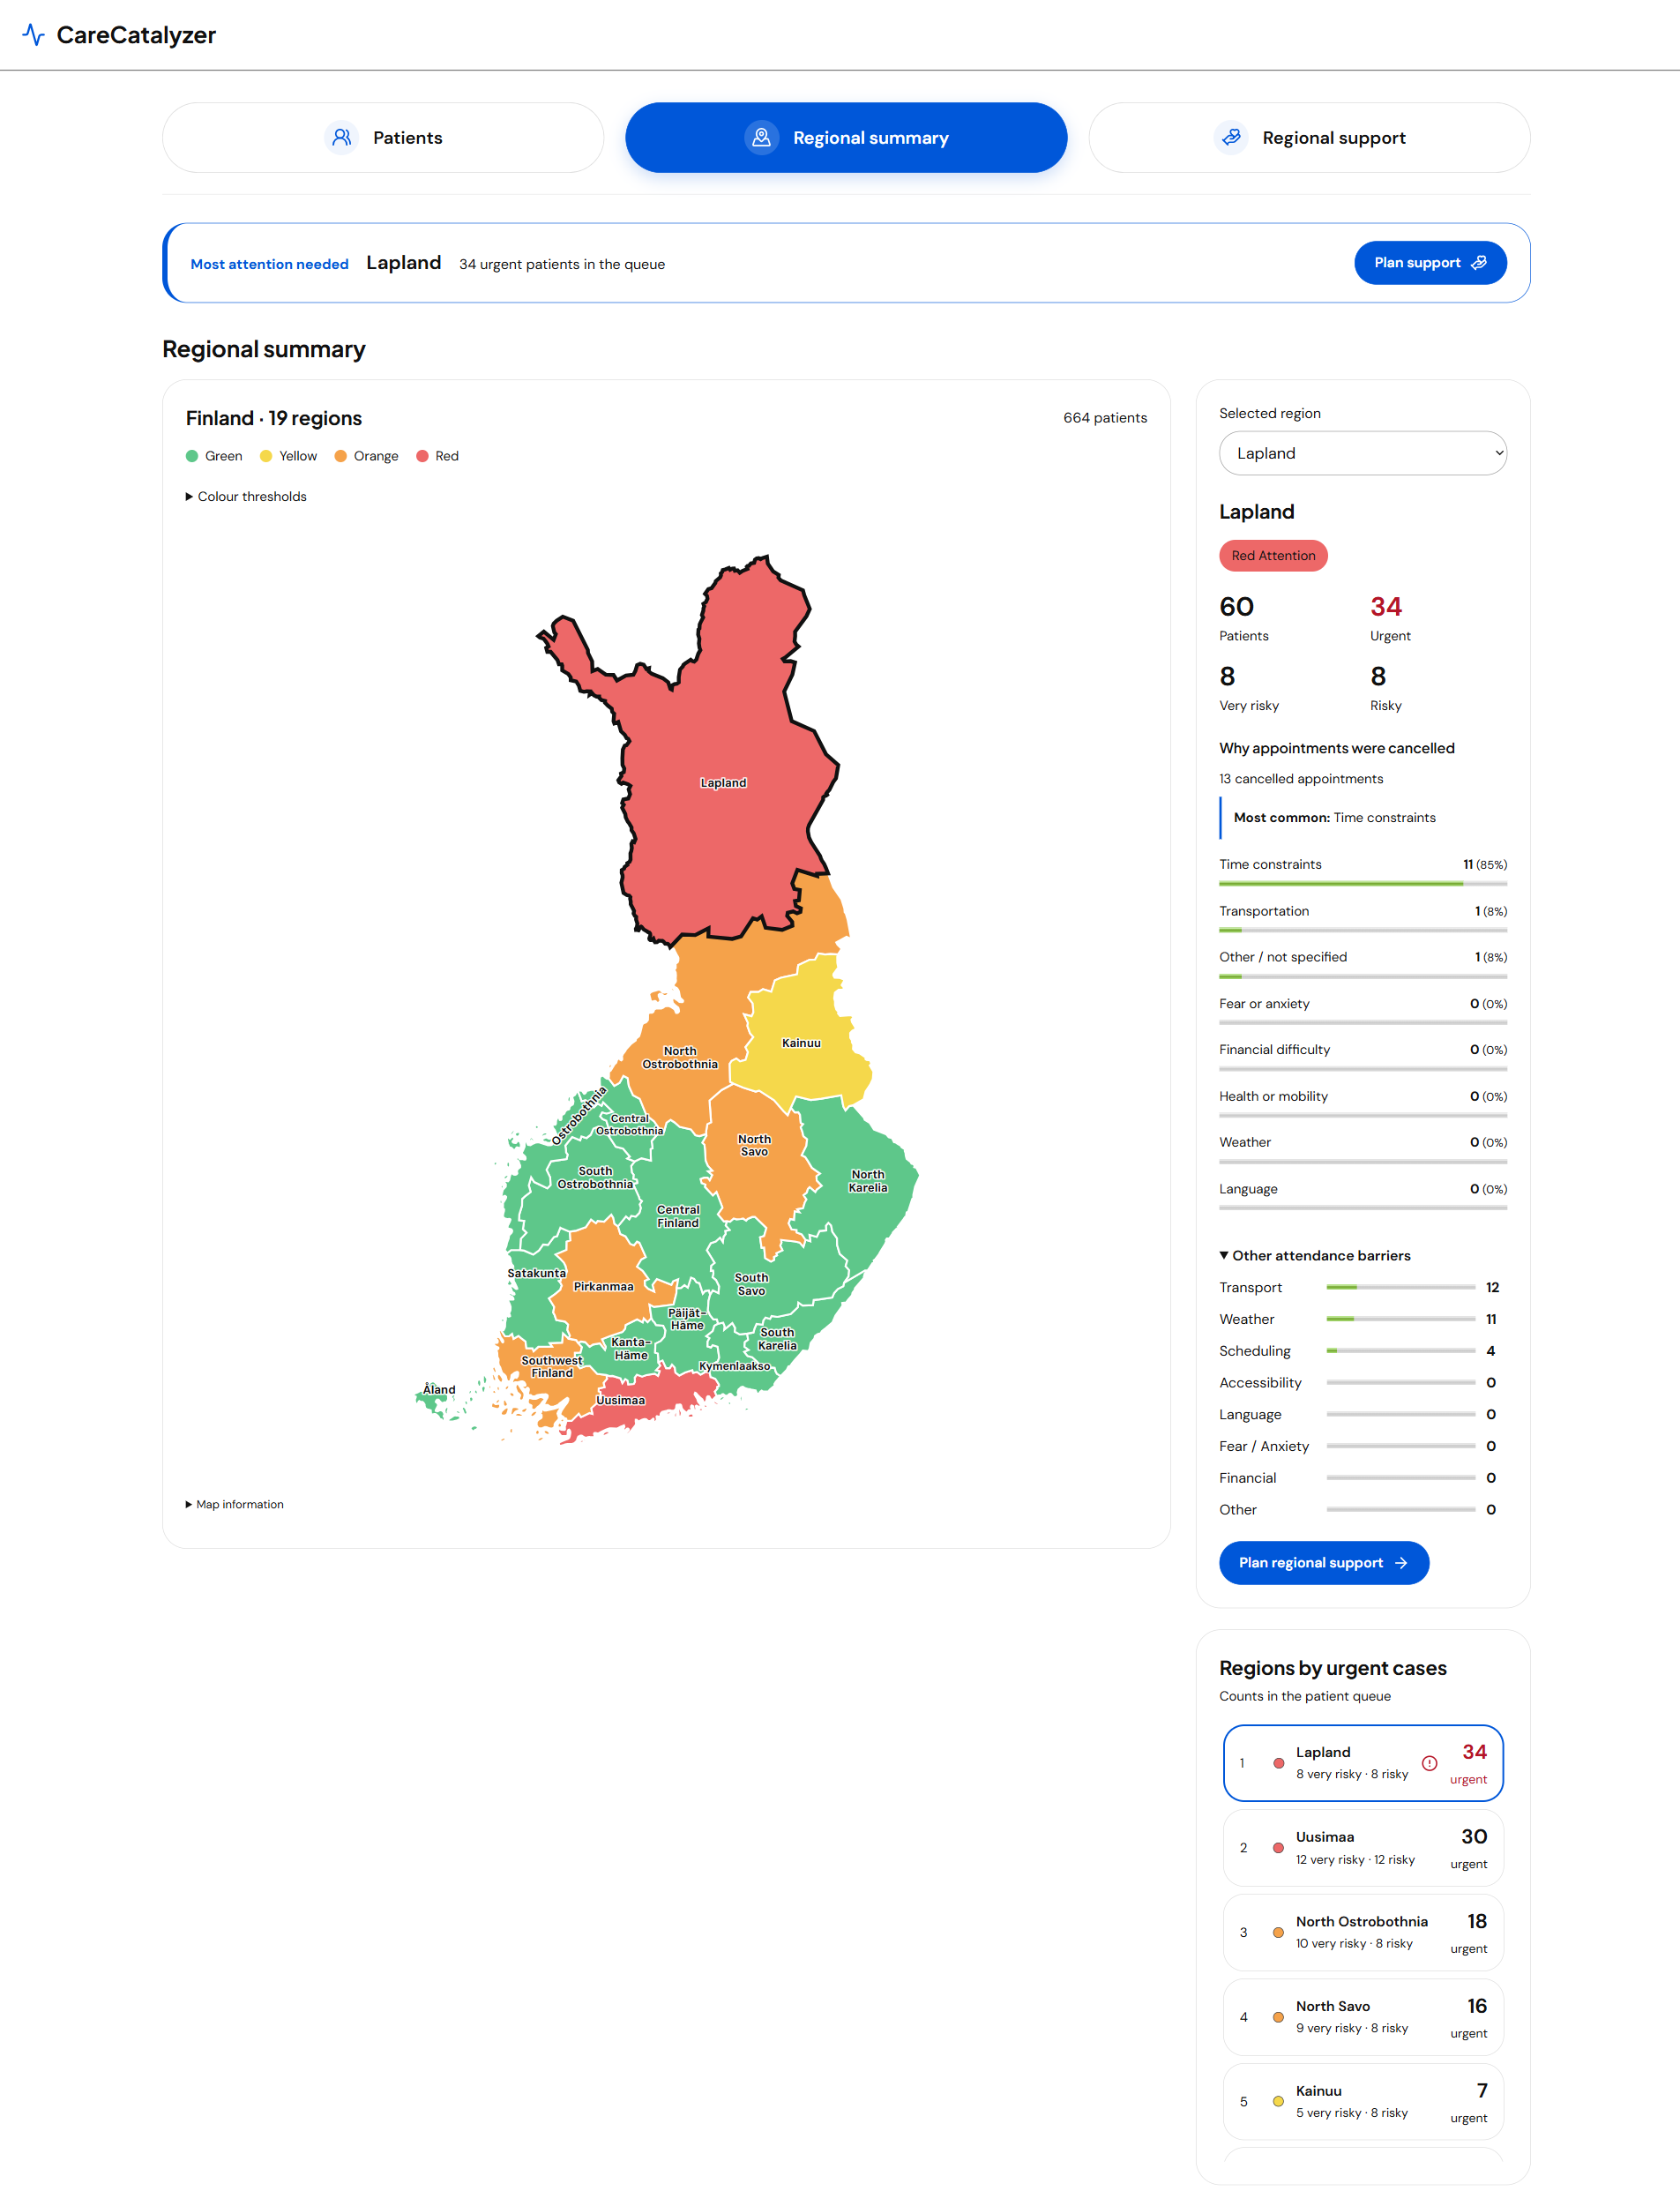 CareCatalyzer
Patients
Regional summary
Regional support
Most attention needed Lapland 34 urgent patients in the queue
Plan support
Regional summary
Finland · 19 regions
664 patients
Green Yellow Orange Red
Colour thresholds
Lapland
North
Ostrobothnia
Kainuu
Ostrobothnia
Central
Ostrobothnia
North
Savo
South
Ostrobothnia
North
Karelia
Central
Finland
Satakunta
Pirkanmaa
South
Savo
Päijät-
Häme
Kanta-
Häme
South
Karelia
Southwest
Finland
Kymenlaakso
Åland
Uusimaa
Map information
Selected region
Lapland
Lapland
Red Attention
60 34
Patients Urgent
8 8
Very risky Risky
Why appointments were cancelled
13 cancelled appointments
Most common: Time constraints
Time constraints 11 (85%)
Transportation 1 (8%)
Other / not specified 1 (8%)
Fear or anxiety 0 (0%)
Financial difficulty 0 (0%)
Health or mobility 0 (0%)
Weather 0 (0%)
Language 0 (0%)
Other attendance barriers
Transport 12
Weather 11
Scheduling 4
Accessibility 0
Language 0
Fear / Anxiety 0
Financial 0
Other 0
Plan regional support
Regions by urgent cases
Counts in the patient queue
1 Lapland 34
8 very risky · 8 risky urgent
2 Uusimaa 30
12 very risky · 12 risky urgent
3 North Ostrobothnia 18
10 very risky · 8 risky urgent
4 North Savo 16
9 very risky · 8 risky urgent
5 Kainuu 7
5 very risky · 8 risky urgent